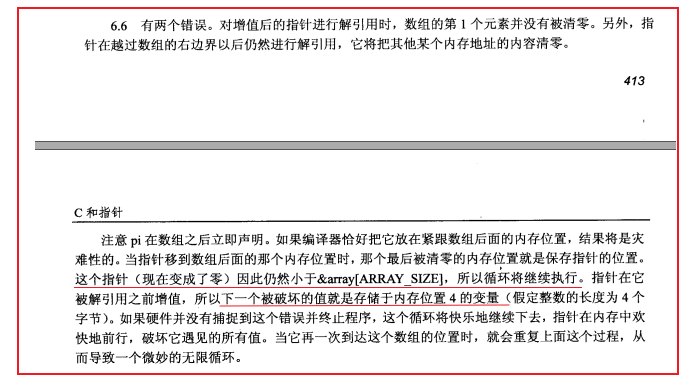 6.6 有两个错误。对增值后的指针进行解引用时，数组的第 1 个元素并没有被清零。另外，指
针在越过数组的右边界以后仍然进行解引用，它将把其他某个内存地址的内容清零。
413
C 和指针
注意 pi 在数组之后立即声明。如果编译器恰好把它放在紧跟数组后面的内存位置，结果将是灾
难性的。当指针移到数组后面的那个内存位置时，那个最后被清零的内存位置就是保存指针的位置。
这个指针（现在变成了零）因此仍然小于&array[ARRAY_SIZE]，所以循环将继续执行。指针在它
被解引用之前增值，所以下一个被破坏的值就是存储于内存位置 4 的变量（假定整数的长度为 4 个
字节）。如果硬件并没有捕捉到这个错误并终止程序，这个循环将快乐地继续下去，指针在内存中欢
快地前行，破坏它遇见的所有值。当它再一次到达这个数组的位置时，就会重复上面这个过程，从
而导致一个微妙的无限循环。